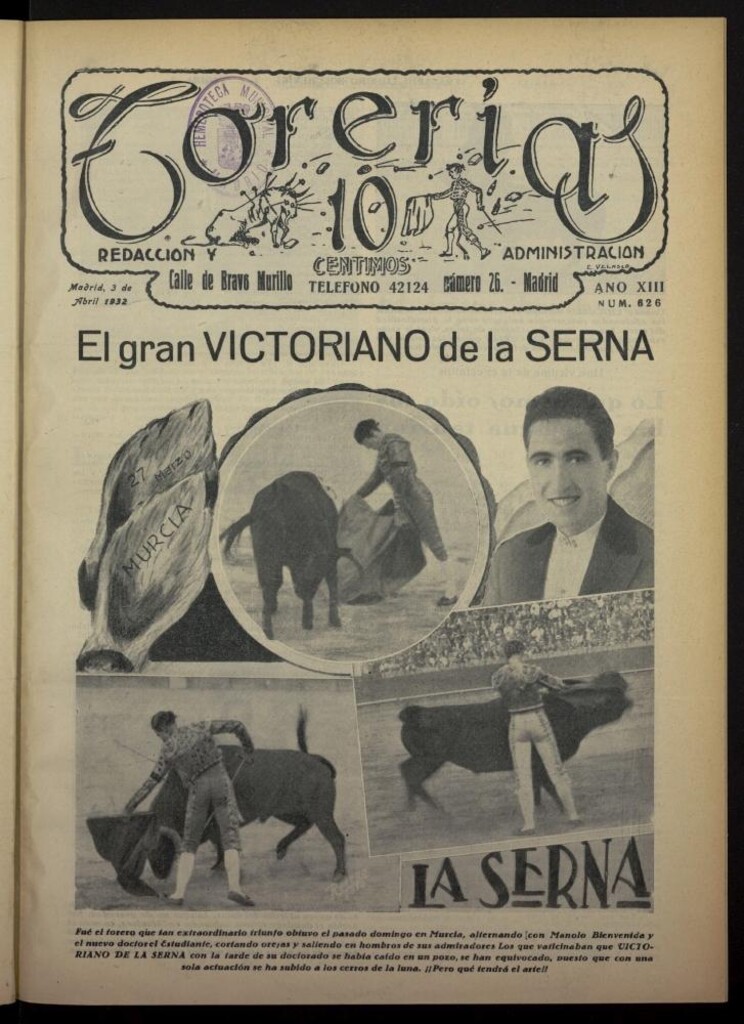 Torerías
HEMEROTECA MUNICIPAL
10
CENTIMOS
REDACCION Y ADMINISTRACION
Madrid, 3 de
Abril 1932
Calle de Bravo Murillo
TELEFONO 42124
número 26. - Madrid
ANO XIII
NUM. 626
El gran VICTORIANO de la SERNA
27 Marzo
MURCIA
LA SERNA
Fué el torero que tan extraordinario triunfo obtuvo el pasado domingo en Murcia, alternando con Manolo Bienvenida y
el nuevo doctor el Estudiante, cortando orejas y saliendo en hombros de sus admiradores Los que vaticinaban que VICTO-
RIANO DE LA SERNA con la tarde de su doctorado se había caído en un pozo, se han equivocado, puesto que con una
sola actuación se ha subido a los cerros de la luna. ¡¡Pero qué tendrá el arte!!